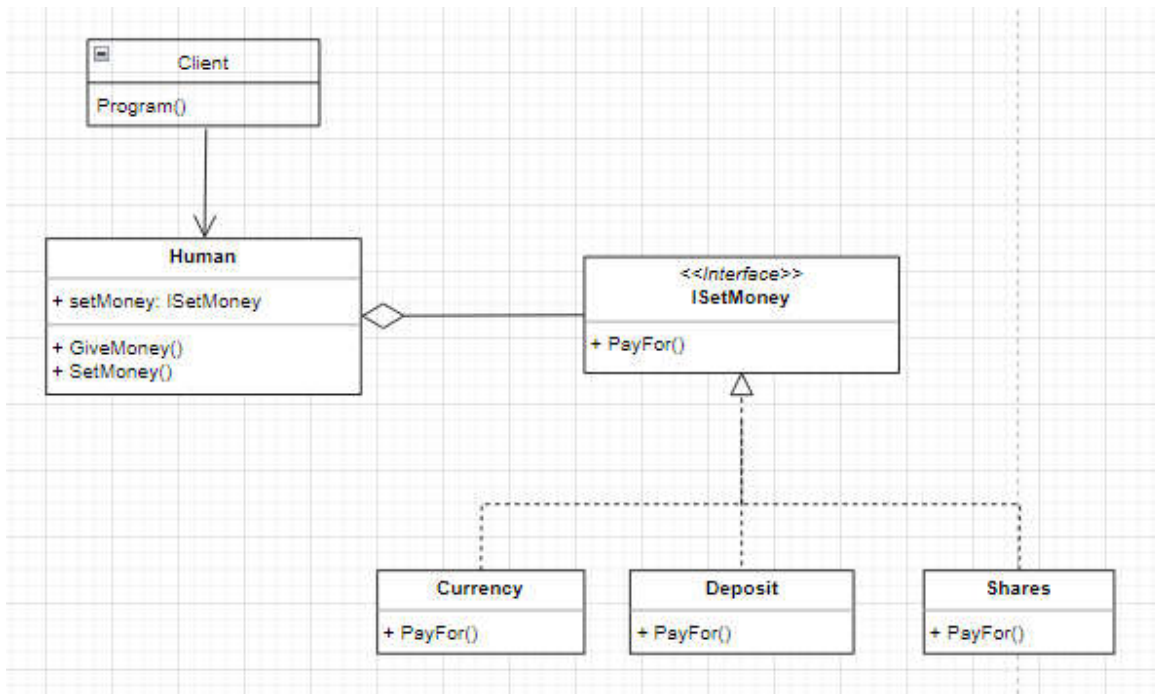 Client
Program()
Human
+ setMoney: ISetMoney
+ GiveMoney()
+ SetMoney()
<<Interface>>
ISetMoney
+ PayFor()
Currency
+ PayFor()
Deposit
+ PayFor()
Shares
+ PayFor()